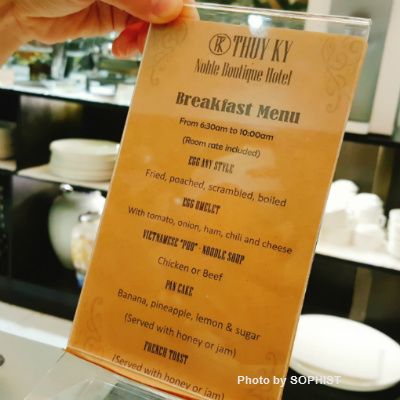 THUY KY
Noble Boutique Hotel
Breakfast Menu
From 6:30am to 10:00am
(Room rate included)
EGG ANY STYLE
Fried, poached, scrambled, boiled
EGG OMELET
With tomato, onion, ham, chili and cheese
VIETNAMESE "PHO" - NOODLE SOUP
Chicken or Beef
PAN CAKE
Banana, pineapple, lemon & sugar
(Served with honey or jam)
FRENCH TOAST
(Served with honey or jam)
Photo by SOPHIST